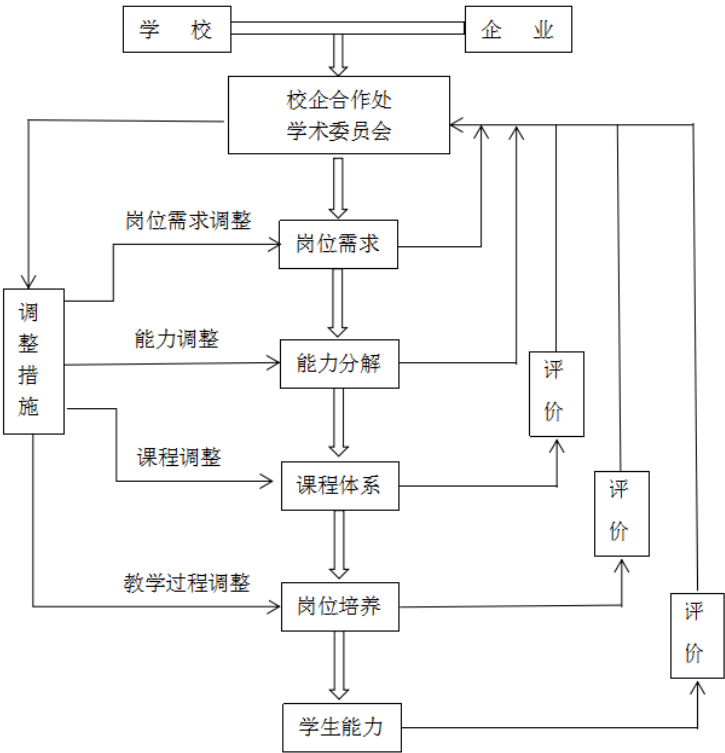 学 校
企 业
校企合作处
学术委员会
岗位需求调整
岗位需求
调
整
措
施
能力调整
能力分解
评
价
课程调整
课程体系
评
价
教学过程调整
岗位培养
评
价
学生能力